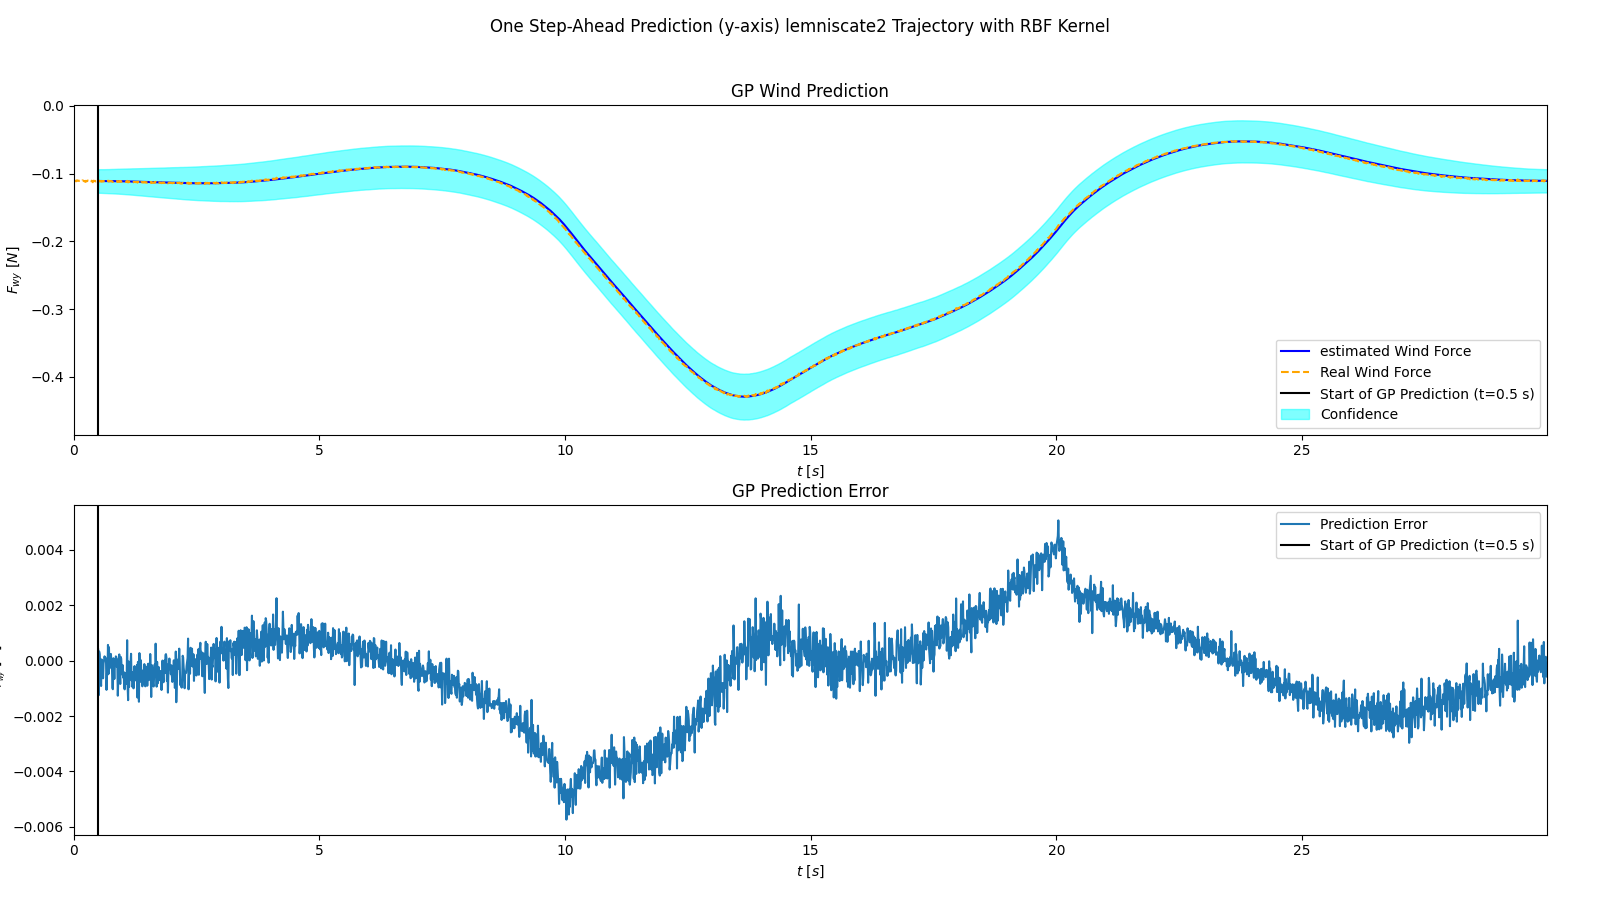 One Step-Ahead Prediction (y-axis) lemniscate2 Trajectory with RBF Kernel
GP Wind Prediction
0.0
−0.1
−0.2
−0.3
−0.4
F_wy [N]
estimated Wind Force
Real Wind Force
Start of GP Prediction (t=0.5 s)
Confidence
0 5 10 15 20 25
t [s]
GP Prediction Error
0.004
0.002
0.000
−0.002
−0.004
−0.006
Prediction Error
Start of GP Prediction (t=0.5 s)
0 5 10 15 20 25
t [s]